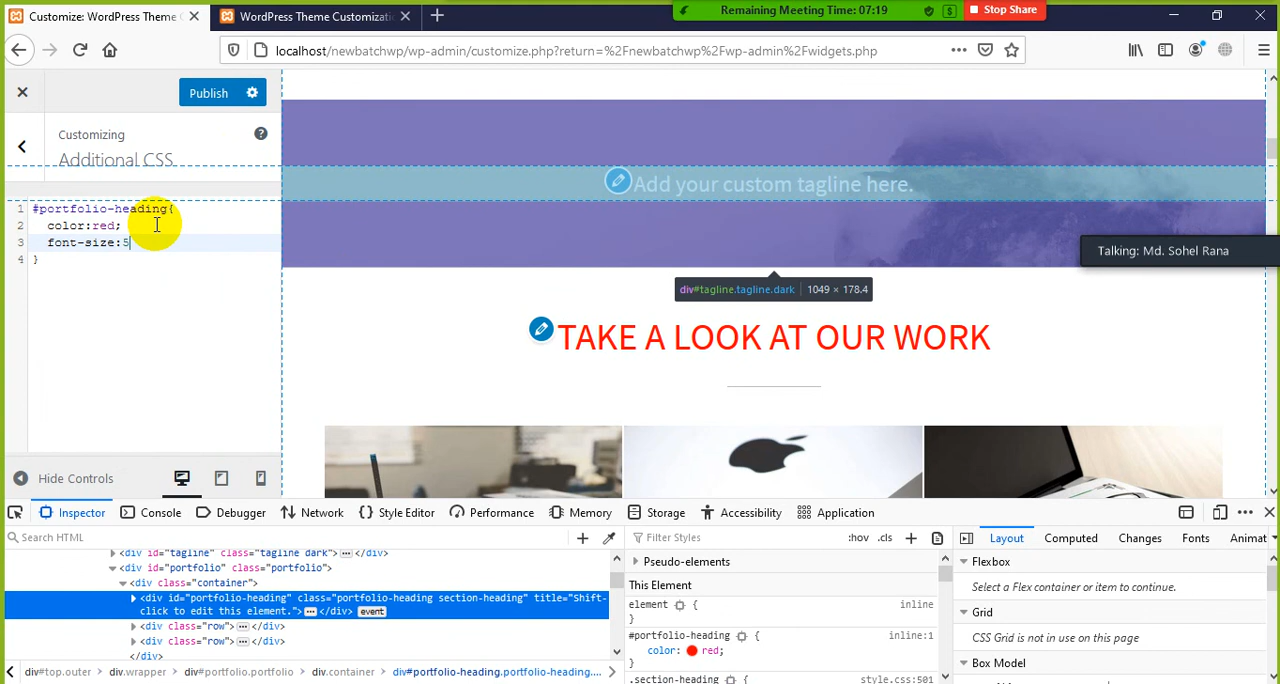 Customize: WordPress Theme C
WordPress Theme Customizati
Remaining Meeting Time: 07:19
Stop Share
localhost/newbatchwp/wp-admin/customize.php?return=%2Fnewbatchwp%2Fwp-admin%2Fwidgets.php
Publish
Customizing
Additional CSS
Add your custom tagline here.
1 #portfolio-heading{
2 color:red;
3 font-size:5
4 }
Talking: Md. Sohel Rana
div#tagline.tagline.dark | 1049 × 178.4
TAKE A LOOK AT OUR WORK
Hide Controls
Inspector Console Debugger Network Style Editor Performance Memory Storage Accessibility Application
Search HTML
Filter Styles
:hov .cls +
Layout Computed Changes Fonts Animat
<div id="tagline" class="tagline dark"></div>
<div id="portfolio" class="portfolio">
<div class="container">
<div id="portfolio-heading" class="portfolio-heading section-heading" title="Shift-
click to edit this element."></div> event
<div class="row"></div>
<div class="row"></div>
</div>
div#top.outer div.wrapper div#portfolio.portfolio div.container div#portfolio-heading.portfolio-heading....
Pseudo-elements
This Element
element { inline
}
#portfolio-heading { inline:1
color: red;
}
.section-heading { style.css:501
Flexbox
Select a Flex container or item to continue.
Grid
CSS Grid is not in use on this page
Box Model